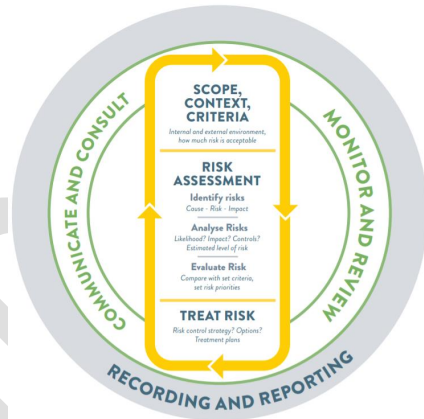 SCOPE,
CONTEXT,
CRITERIA
Internal and external environment,
how much risk is acceptable
RISK
ASSESSMENT
Identify risks
Cause - Risk - Impact
Analyse Risks
Likelihood? Impact? Controls?
Estimated level of risk
Evaluate Risk
Compare with set criteria,
set risk priorities
TREAT RISK
Risk control strategy? Options?
Treatment plans
COMMUNICATE AND CONSULT
MONITOR AND REVIEW
RECORDING AND REPORTING